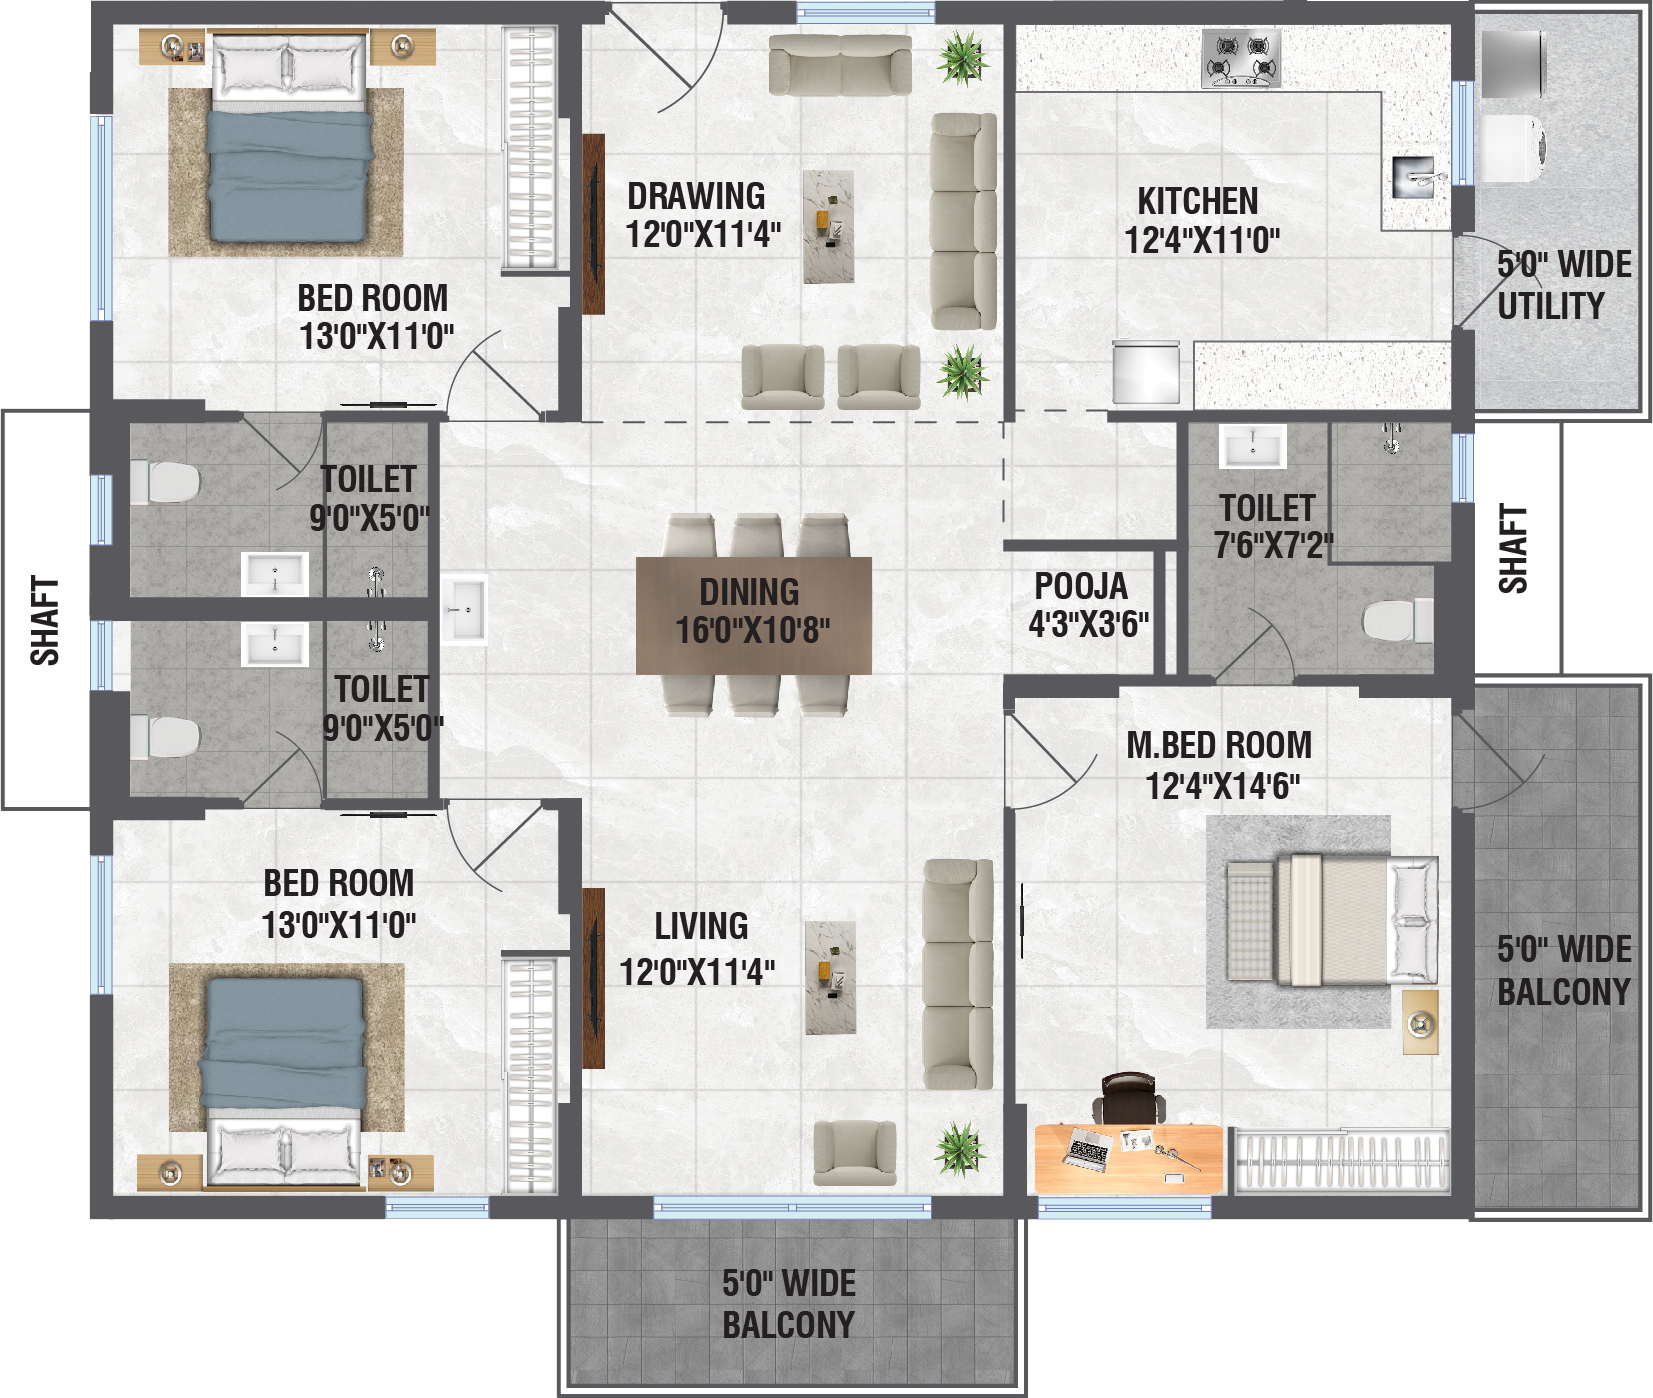 DRAWING
12'0"X11'4"
KITCHEN
12'4"X11'0"
5'0" WIDE
UTILITY
BED ROOM
13'0"X11'0"
TOILET
9'0"X5'0"
TOILET
7'6"X7'2"
SHAFT
SHAFT
DINING
16'0"X10'8"
POOJA
4'3"X3'6"
TOILET
9'0"X5'0"
M.BED ROOM
12'4"X14'6"
BED ROOM
13'0"X11'0"
LIVING
12'0"X11'4"
5'0" WIDE
BALCONY
5'0" WIDE
BALCONY